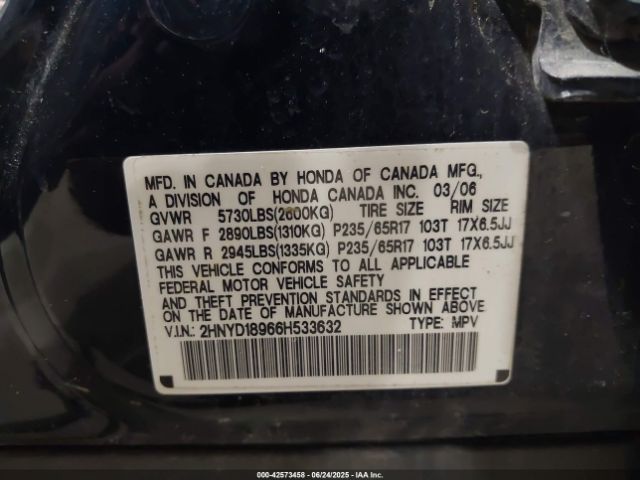 MFD. IN CANADA BY HONDA OF CANADA MFG.,
A DIVISION OF HONDA CANADA INC. 03/06
GVWR 5730LBS(2600KG) TIRE SIZE RIM SIZE
GAWR F 2890LBS(1310KG) P235/65R17 103T 17X6.5JJ
GAWR R 2945LBS(1335KG) P235/65R17 103T 17X6.5JJ
THIS VEHICLE CONFORMS TO ALL APPLICABLE
FEDERAL MOTOR VEHICLE SAFETY
AND THEFT PREVENTION STANDARDS IN EFFECT
ON THE DATE OF MANUFACTURE SHOWN ABOVE.
V.I.N.: 2HNYD18966H533632 TYPE: MPV
000-42573458 - 06/24/2025 - IAA Inc.